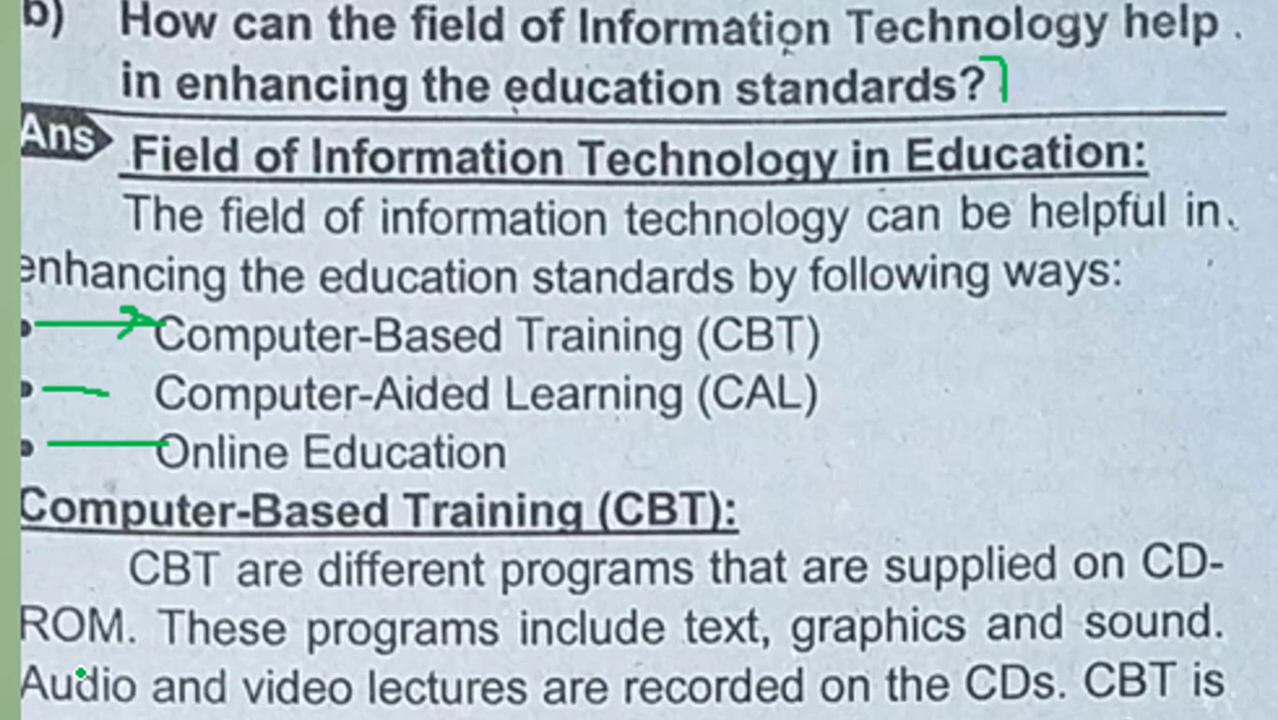 b) How can the field of Information Technology help
in enhancing the education standards?
Ans Field of Information Technology in Education:
The field of information technology can be helpful in
enhancing the education standards by following ways:
• Computer-Based Training (CBT)
• Computer-Aided Learning (CAL)
• Online Education
Computer-Based Training (CBT):
CBT are different programs that are supplied on CD-
ROM. These programs include text, graphics and sound.
Audio and video lectures are recorded on the CDs. CBT is